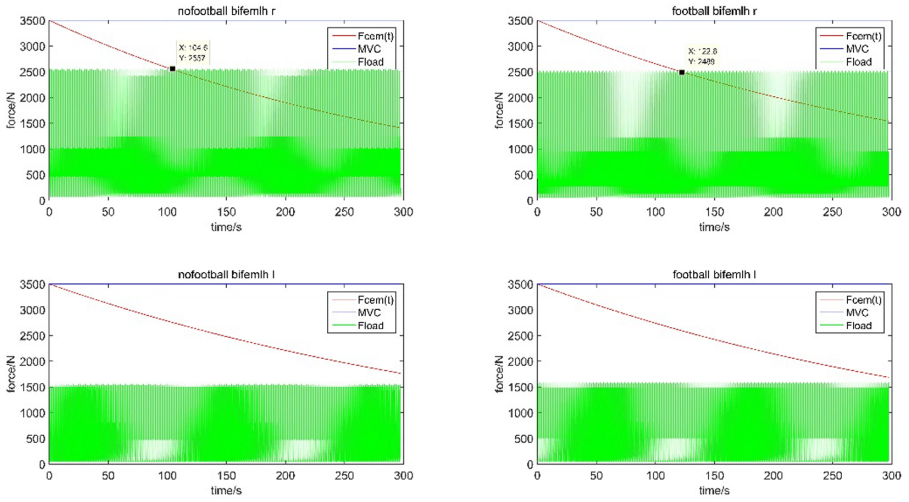 nofootball bifemlh r
force/N
3500
3000
2500
2000
1500
1000
500
0
0 50 100 150 200 250 300
time/s
X: 104.6
Y: 2557
Fcem(t)
MVC
Fload
football bifemlh r
force/N
3500
3000
2500
2000
1500
1000
500
0
0 50 100 150 200 250 300
time/s
X: 122.8
Y: 2489
Fcem(t)
MVC
Fload
nofootball bifemlh l
force/N
3500
3000
2500
2000
1500
1000
500
0
0 50 100 150 200 250 300
time/s
Fcem(t)
MVC
Fload
football bifemlh l
force/N
3500
3000
2500
2000
1500
1000
500
0
0 50 100 150 200 250 300
time/s
Fcem(t)
MVC
Fload